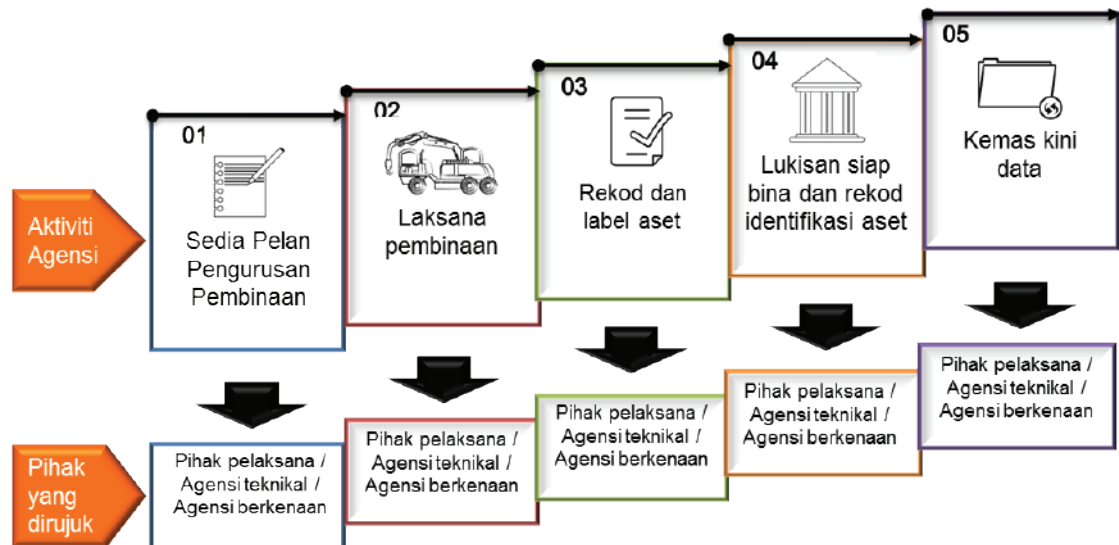 Aktiviti
Agensi
01
Sedia Pelan
Pengurusan
Pembinaan
02
Laksana
pembinaan
03
Rekod dan
label aset
04
Lukisan siap
bina dan rekod
identifikasi aset
05
Kemas kini
data
Pihak
yang
dirujuk
Pihak pelaksana /
Agensi teknikal /
Agensi berkenaan
Pihak pelaksana /
Agensi teknikal /
Agensi berkenaan
Pihak pelaksana /
Agensi teknikal /
Agensi berkenaan
Pihak pelaksana /
Agensi teknikal /
Agensi berkenaan
Pihak pelaksana /
Agensi teknikal /
Agensi berkenaan